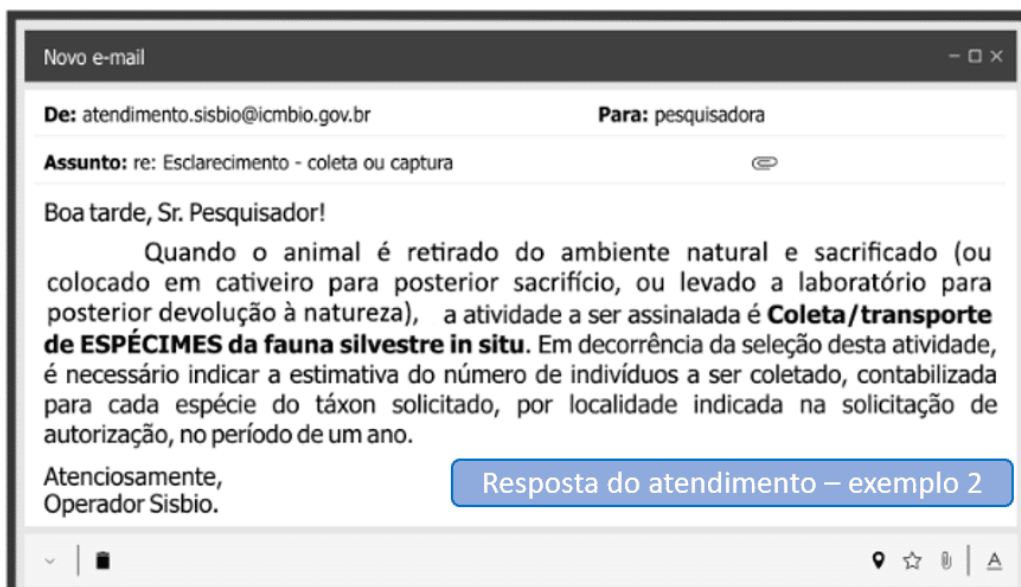 Novo e-mail
De: atendimento.sisbio@icmbio.gov.br Para: pesquisadora
Assunto: re: Esclarecimento - coleta ou captura
Boa tarde, Sr. Pesquisador!
Quando o animal é retirado do ambiente natural e sacrificado (ou
colocado em cativeiro para posterior sacrifício, ou levado a laboratório para
posterior devolução à natureza), a atividade a ser assinalada é Coleta/transporte
de ESPÉCIMES da fauna silvestre in situ. Em decorrência da seleção desta atividade,
é necessário indicar a estimativa do número de indivíduos a ser coletado, contabilizada
para cada espécie do táxon solicitado, por localidade indicada na solicitação de
autorização, no período de um ano.
Atenciosamente,
Operador Sisbio.
Resposta do atendimento – exemplo 2
A